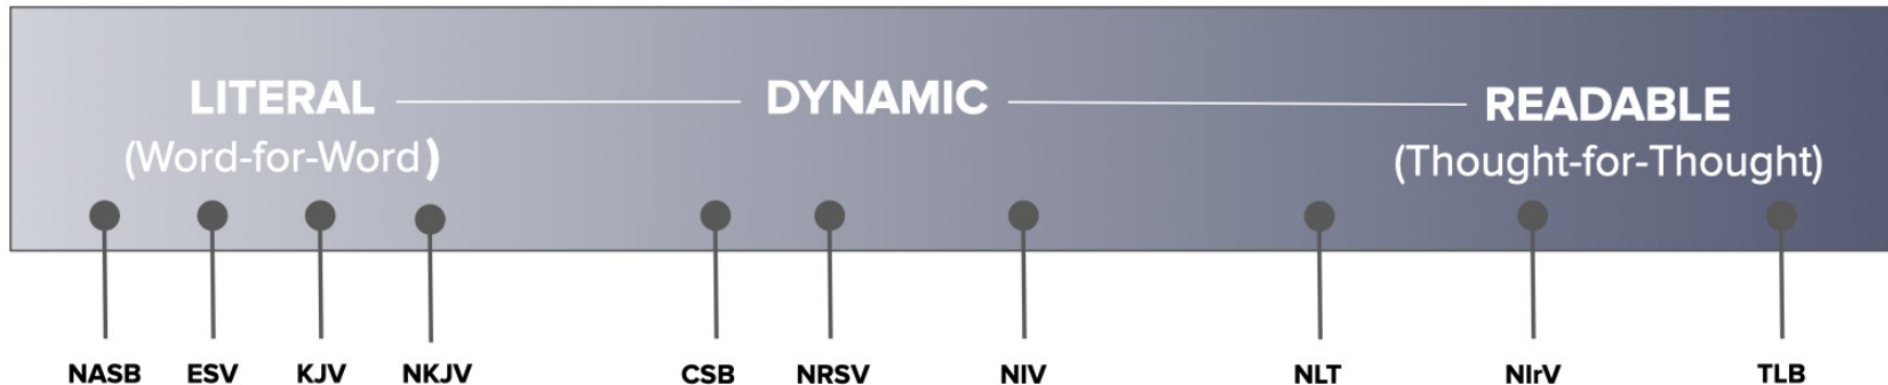 LITERAL DYNAMIC READABLE
(Word-for-Word) (Thought-for-Thought)
NASB ESV KJV NKJV CSB NRSV NIV NLT NIrV TLB